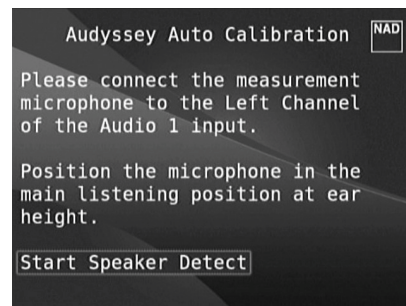 Audyssey Auto Calibration
NAD
Please connect the measurement
microphone to the Left Channel
of the Audio 1 input.
Position the microphone in the
main listening position at ear
height.
Start Speaker Detect